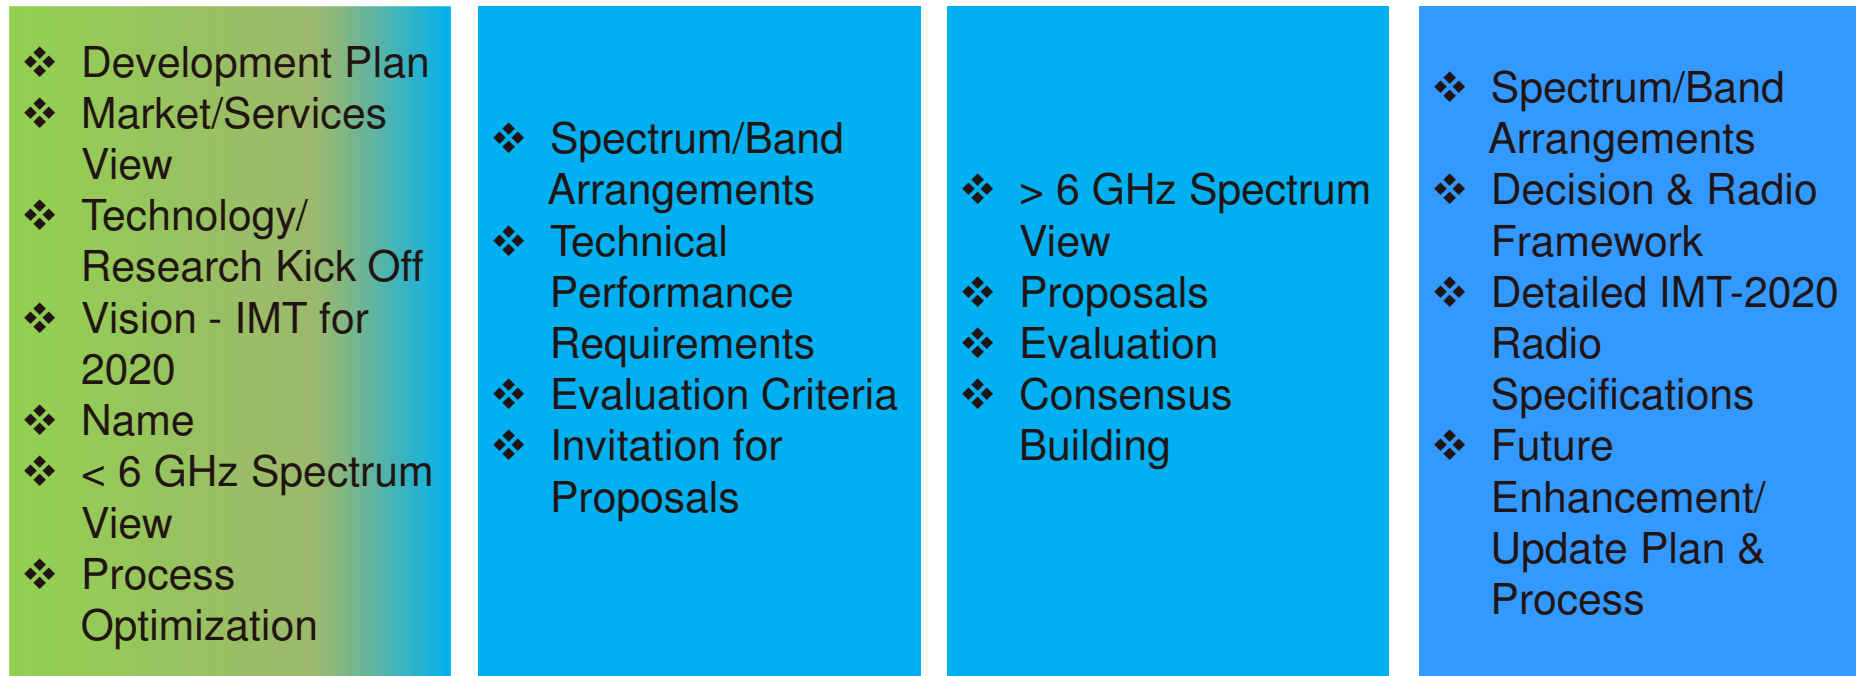 ❖ Development Plan
❖ Market/Services
View
❖ Technology/
Research Kick Off
❖ Vision - IMT for
2020
❖ Name
❖ < 6 GHz Spectrum
View
❖ Process
Optimization
❖ Spectrum/Band
Arrangements
❖ Technical
Performance
Requirements
❖ Evaluation Criteria
❖ Invitation for
Proposals
❖ > 6 GHz Spectrum
View
❖ Proposals
❖ Evaluation
❖ Consensus
Building
❖ Spectrum/Band
Arrangements
❖ Decision & Radio
Framework
❖ Detailed IMT-2020
Radio
Specifications
❖ Future
Enhancement/
Update Plan &
Process